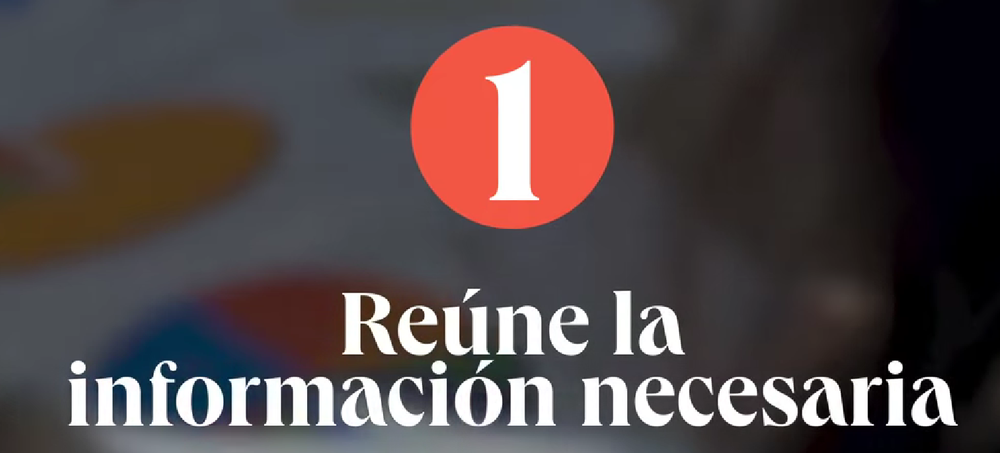 1
Reúne la
información necesaria